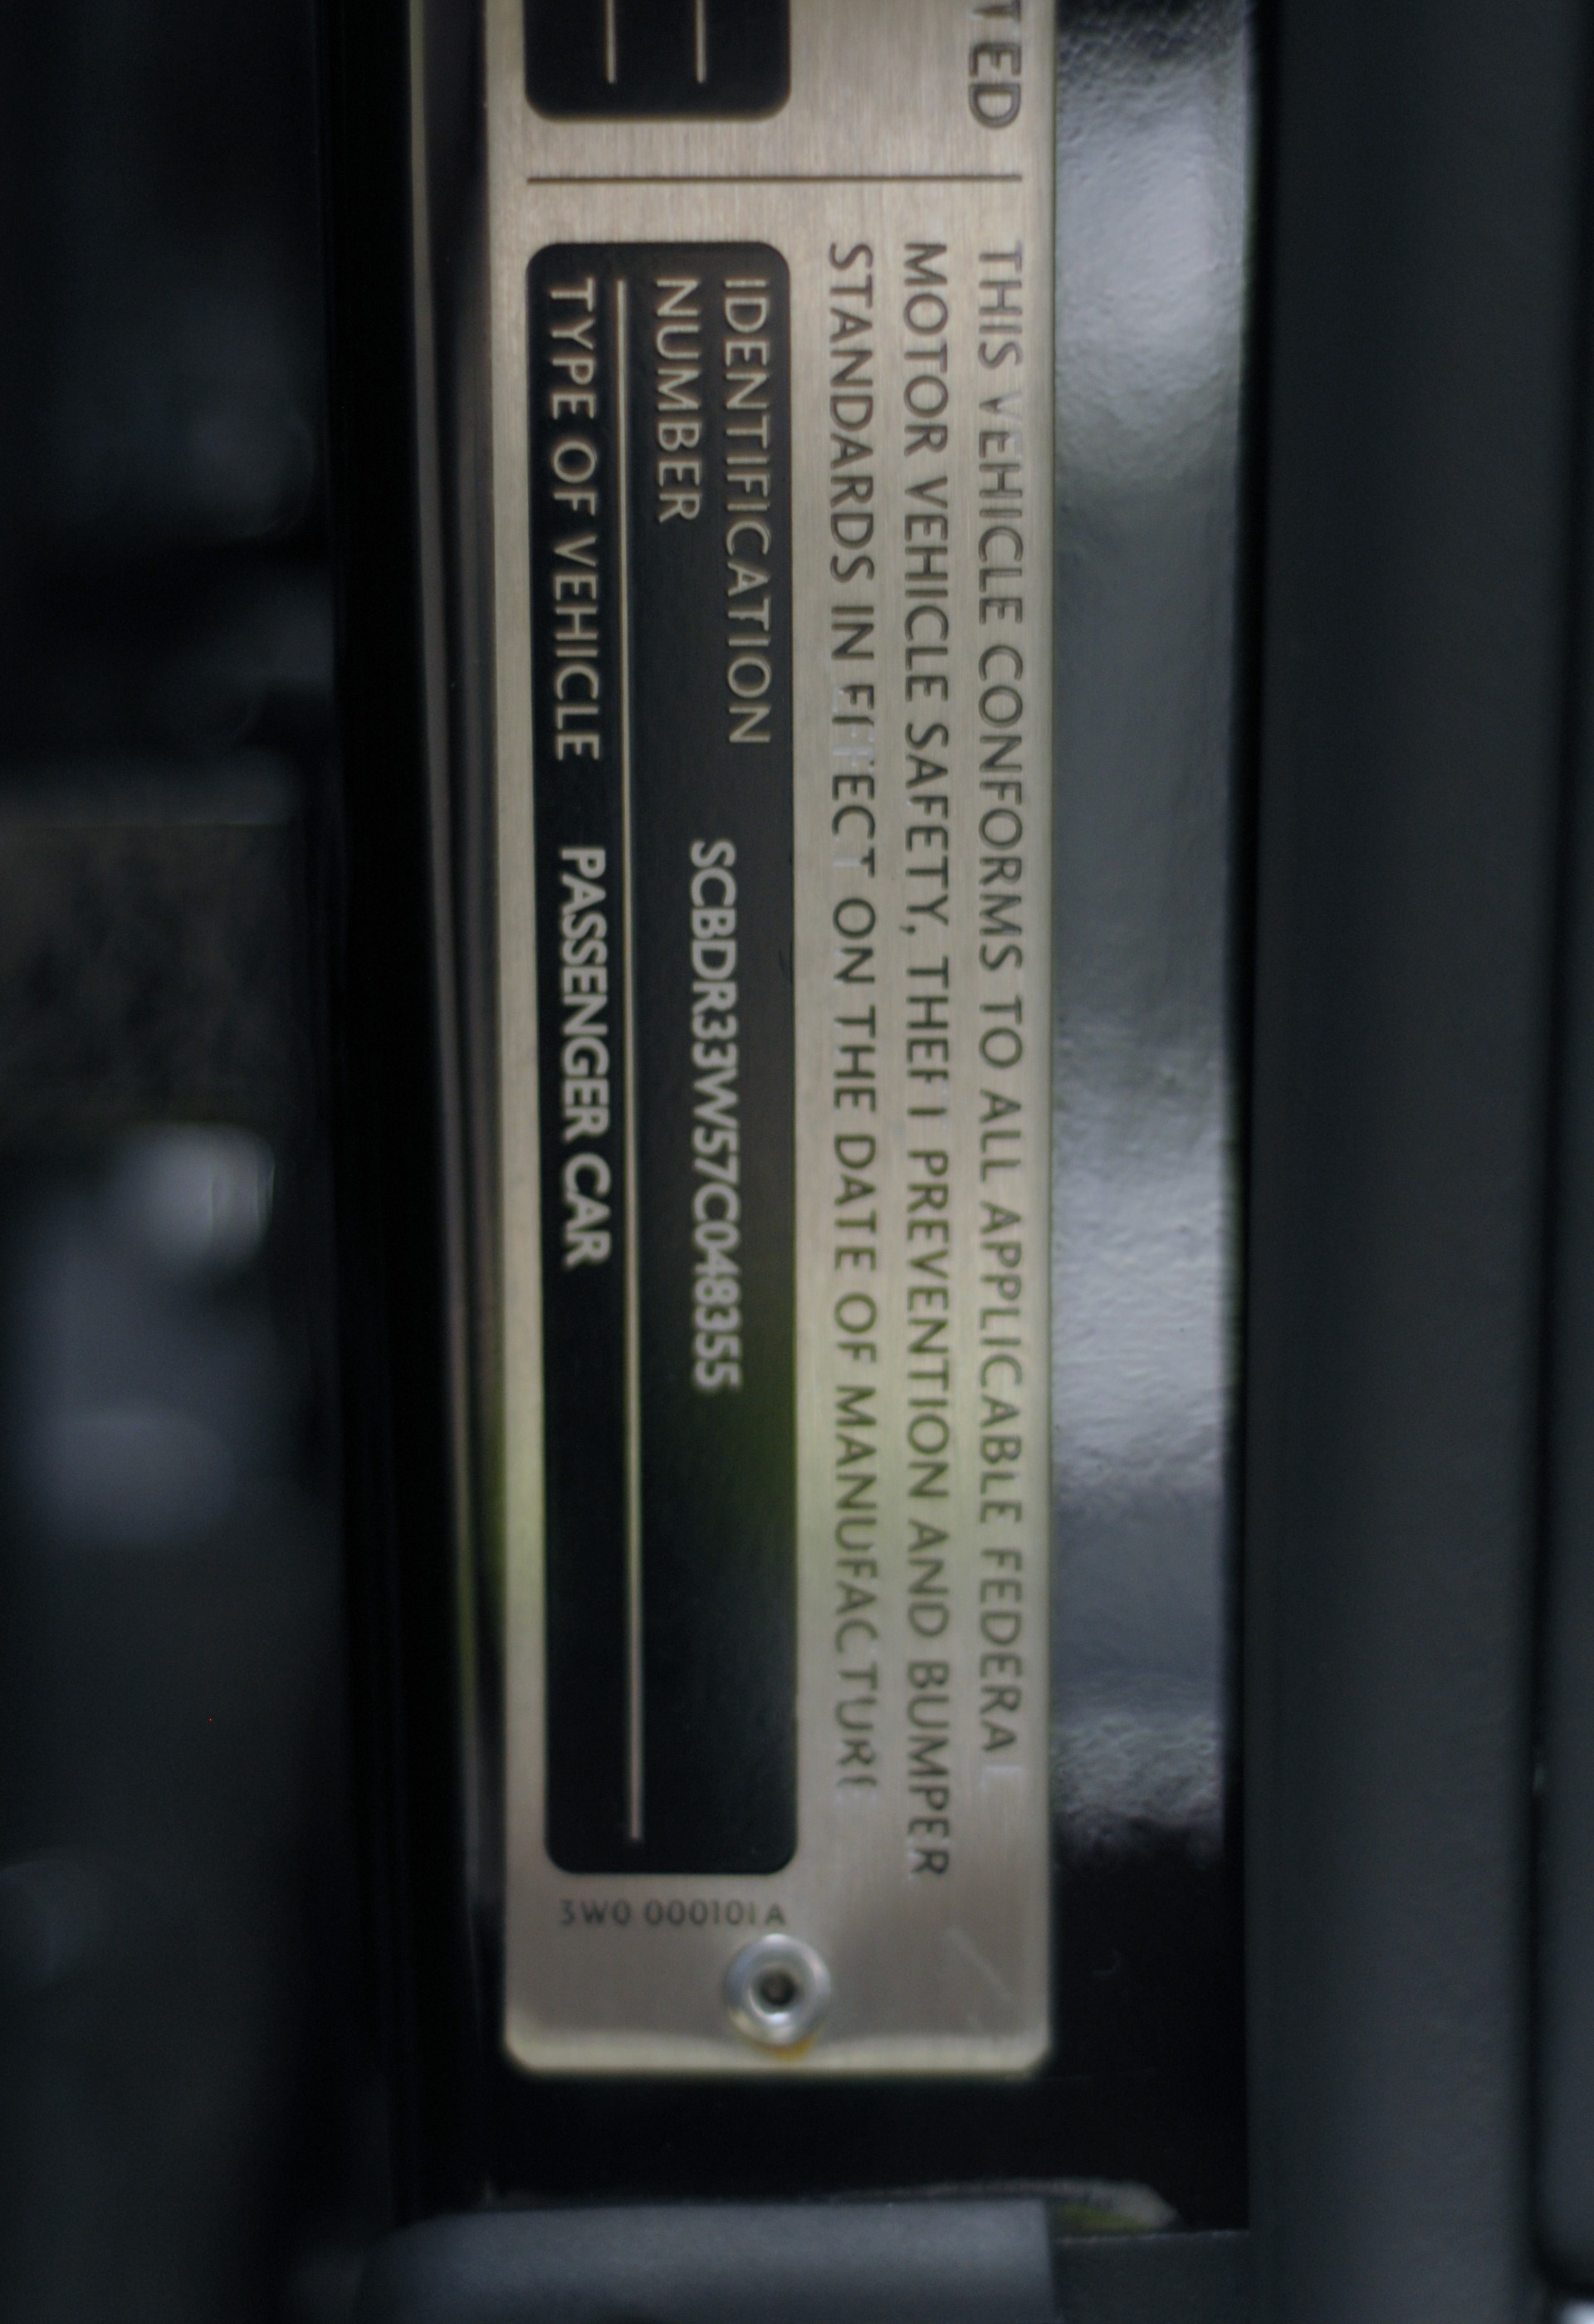 TED
THIS VEHICLE CONFORMS TO ALL APPLICABLE FEDERAL
MOTOR VEHICLE SAFETY, THEFT PREVENTION AND BUMPER
STANDARDS IN EFFECT ON THE DATE OF MANUFACTURE
IDENTIFICATION
NUMBER SCBDR33W57C048355
TYPE OF VEHICLE PASSENGER CAR
3W0 000101A